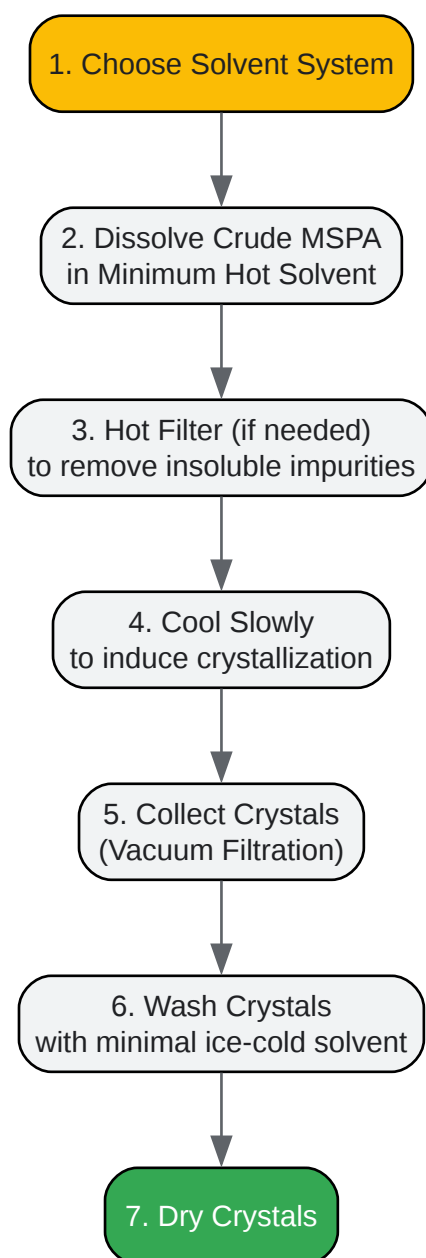 1. Choose Solvent System
2. Dissolve Crude MSPA
in Minimum Hot Solvent
3. Hot Filter (if needed)
to remove insoluble impurities
4. Cool Slowly
to induce crystallization
5. Collect Crystals
(Vacuum Filtration)
6. Wash Crystals
with minimal ice-cold solvent
7. Dry Crystals